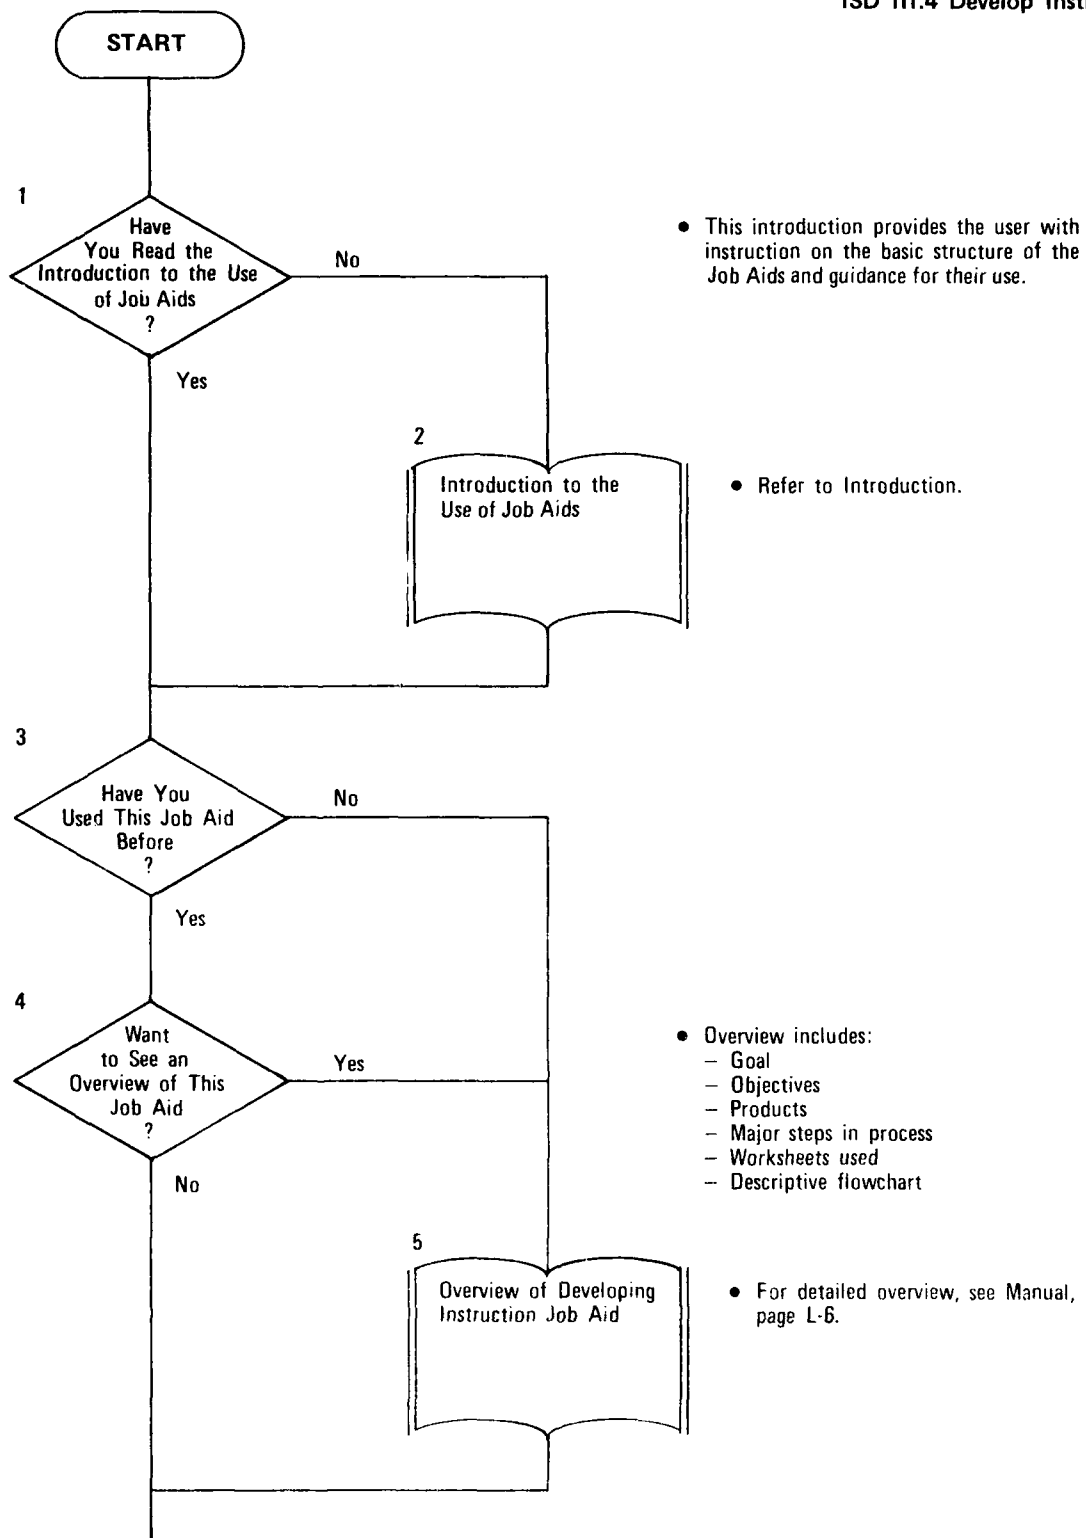 ISD III.4 Develop
START
1
Have
You Read the
Introduction to the Use
of Job Aids
?
No
Yes
● This introduction provides the user with
instruction on the basic structure of the
Job Aids and guidance for their use.
2
Introduction to the
Use of Job Aids
● Refer to Introduction.
3
Have You
Used This Job Aid
Before
?
No
Yes
4
Want
to See an
Overview of This
Job Aid
?
Yes
No
● Overview includes:
– Goal
– Objectives
– Products
– Major steps in process
– Worksheets used
– Descriptive flowchart
5
Overview of Developing
Instruction Job Aid
● For detailed overview, see Manual,
page L-6.